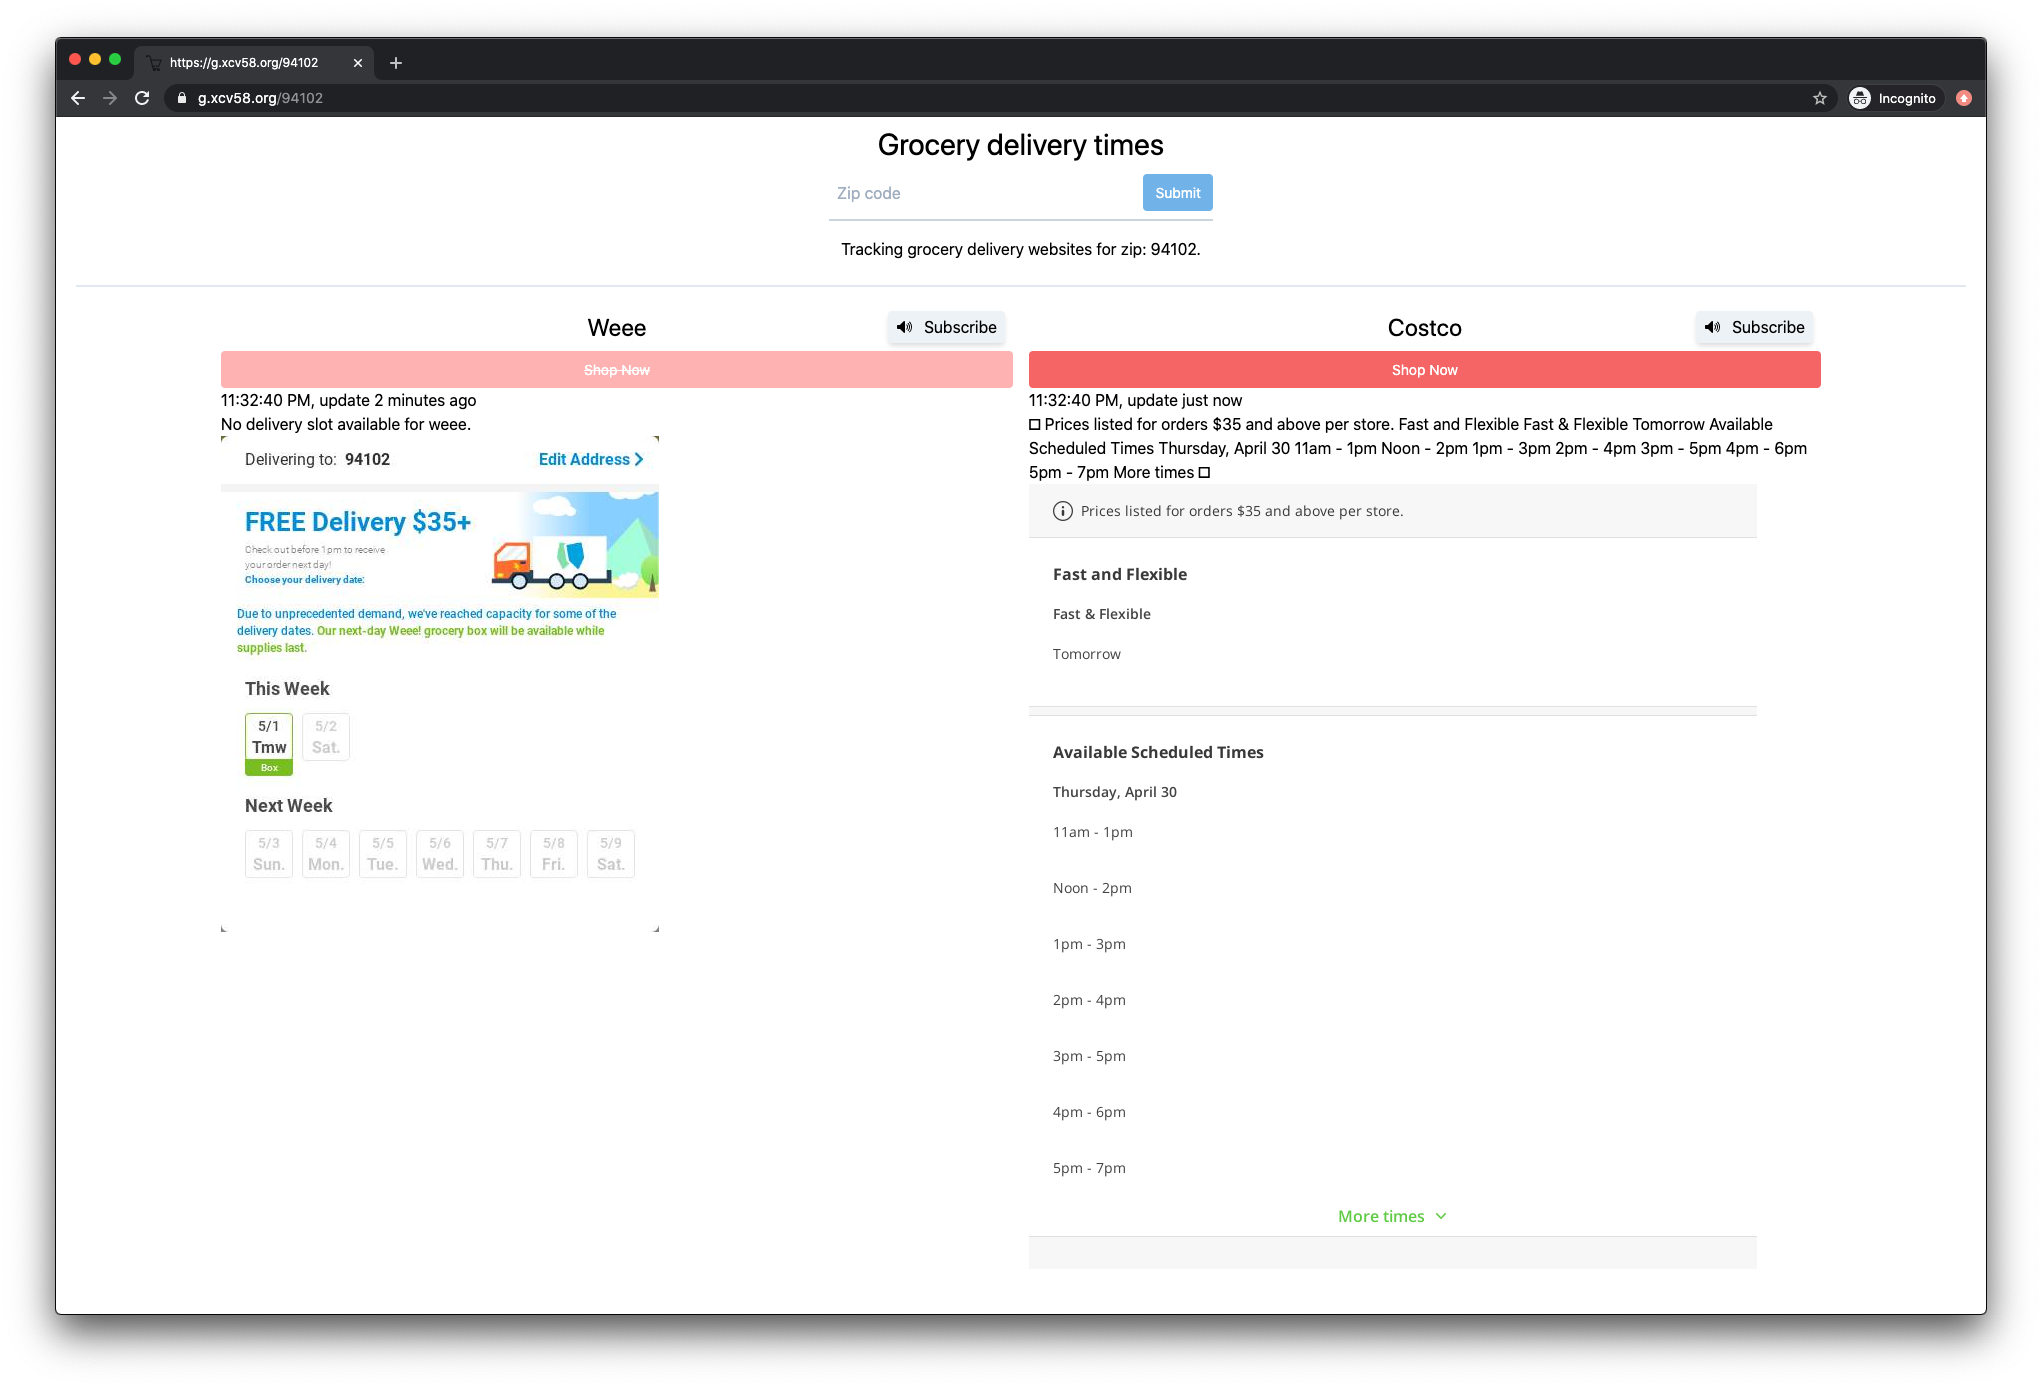 https://g.xcv58.org/94102
g.xcv58.org/94102
Incognito
Grocery delivery times
Zip code
Submit
Tracking grocery delivery websites for zip: 94102.
Weee
Subscribe
Shop Now
11:32:40 PM, update 2 minutes ago
No delivery slot available for weee.
Delivering to: 94102
Edit Address
FREE Delivery $35+
Check out before 1pm to receive
your order next day!
Choose your delivery date:
Due to unprecedented demand, we've reached capacity for some of the
delivery dates. Our next-day Weee! grocery box will be available while
supplies last.
This Week
5/1 5/2
Tmw Sat.
Box
Next Week
5/3 5/4 5/5 5/6 5/7 5/8 5/9
Sun. Mon. Tue. Wed. Thu. Fri. Sat.
Costco
Subscribe
Shop Now
11:32:40 PM, update just now
Prices listed for orders $35 and above per store. Fast and Flexible Fast & Flexible Tomorrow Available
Scheduled Times Thursday, April 30 11am - 1pm Noon - 2pm 1pm - 3pm 2pm - 4pm 3pm - 5pm 4pm - 6pm
5pm - 7pm More times
Prices listed for orders $35 and above per store.
Fast and Flexible
Fast & Flexible
Tomorrow
Available Scheduled Times
Thursday, April 30
11am - 1pm
Noon - 2pm
1pm - 3pm
2pm - 4pm
3pm - 5pm
4pm - 6pm
5pm - 7pm
More times